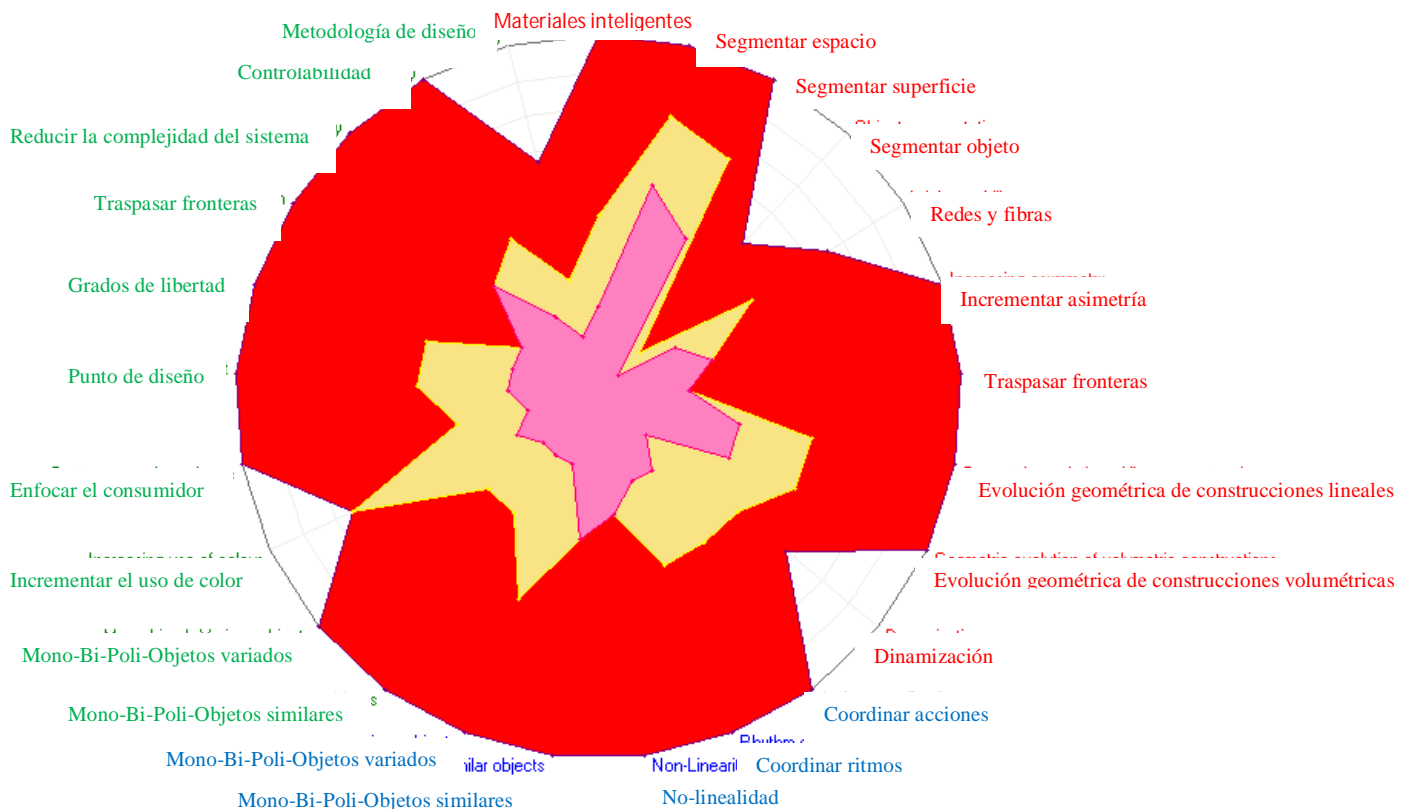 Materiales inteligentes
Segmentar espacio
Segmentar superficie
Segmentar objeto
Redes y fibras
Incrementar asimetría
Traspasar fronteras
Evolución geométrica de construcciones lineales
Evolución geométrica de construcciones volumétricas
Dinamización
Coordinar acciones
Coordinar ritmos
Non-Lineari
No-linealidad
objects
Mono-Bi-Poli-Objetos similares
Mono-Bi-Poli-Objetos variados
Mono-Bi-Poli-Objetos similares
Mono-Bi-Poli-Objetos variados
Incrementar el uso de color
Enfocar el consumidor
Punto de diseño
Grados de libertad
Traspasar fronteras
Reducir la complejidad del sistema
Controlabilidad
Metodología de diseño